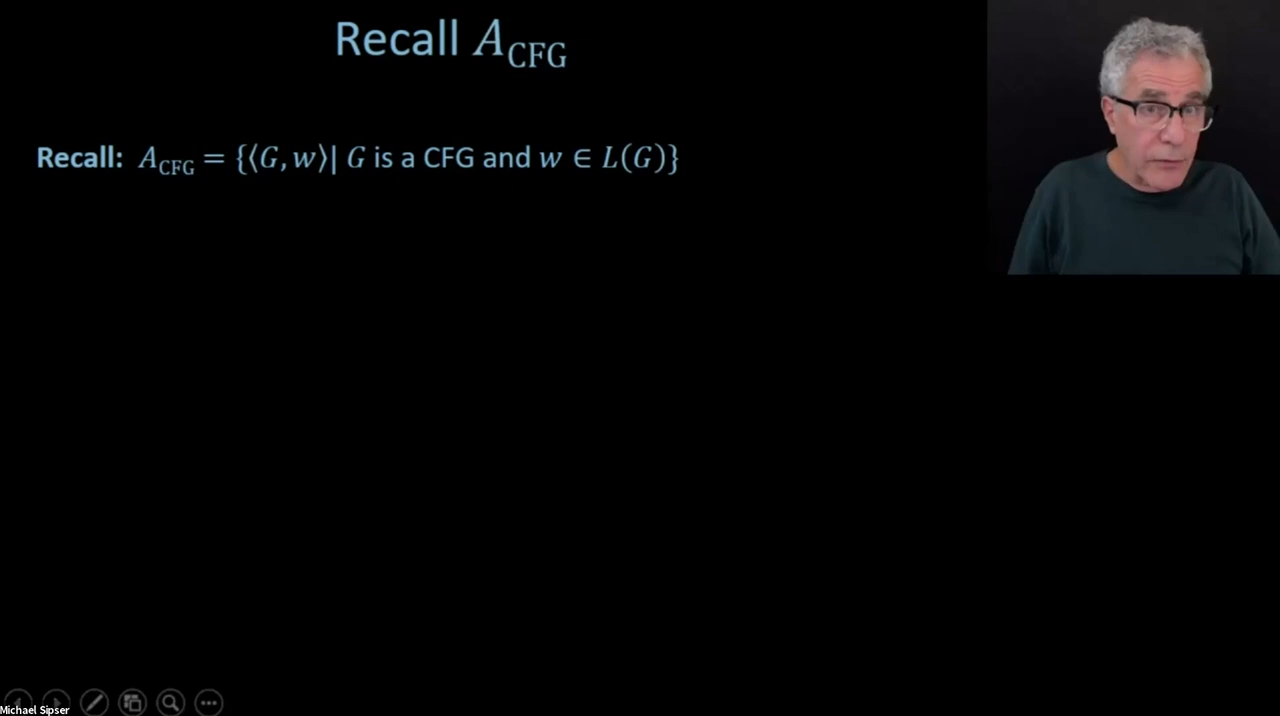 Recall A_CFG
Recall: A_CFG = {⟨G, w⟩| G is a CFG and w ∈ L(G)}
Michael Sipser